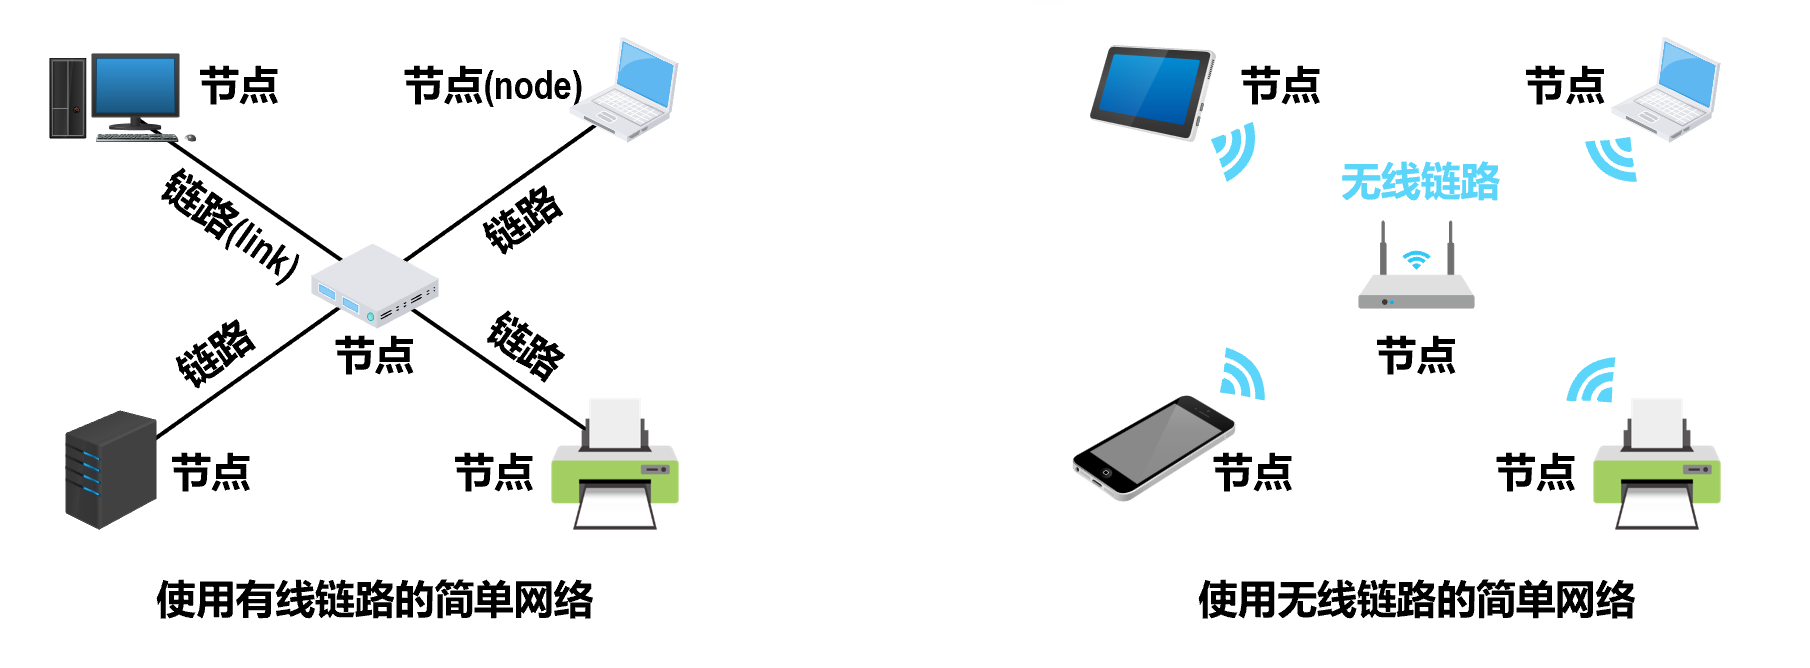 节点
节点(node)
链路(link)
链路
链路
链路
节点
节点
节点
使用有线链路的简单网络
节点
节点
无线链路
节点
节点
节点
使用无线链路的简单网络